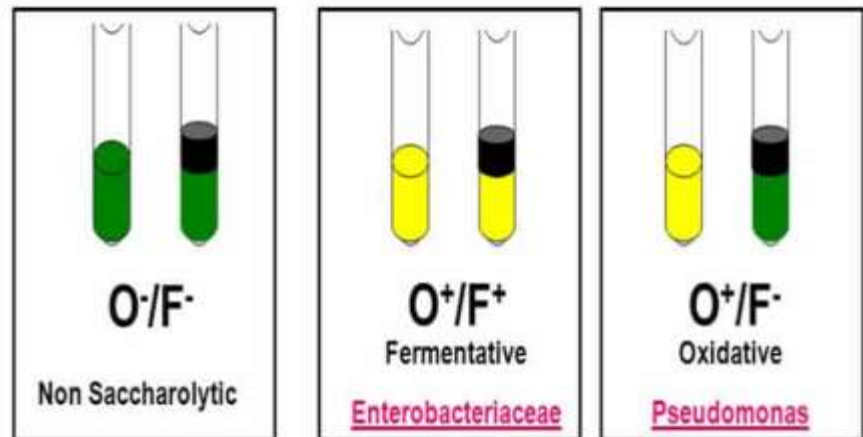 O⁻/F⁻
Non Saccharolytic
O⁺/F⁺
Fermentative
Enterobacteriaceae
O⁺/F⁻
Oxidative
Pseudomonas